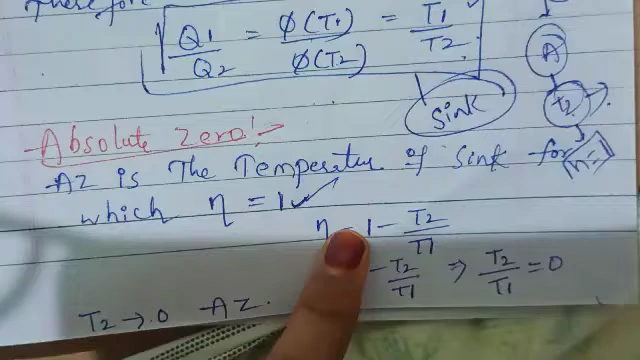 Therefore
Q1/Q2 = φ(T1)/φ(T2) = T1/T2
Sink
A
T2
Absolute Zero! :-
AZ is The Temperatur of Sink for
which η = 1 ✓
η = 1 - T2/T1
- T2/T1 ⇒ T2/T1 = 0
T2 → 0 AZ.